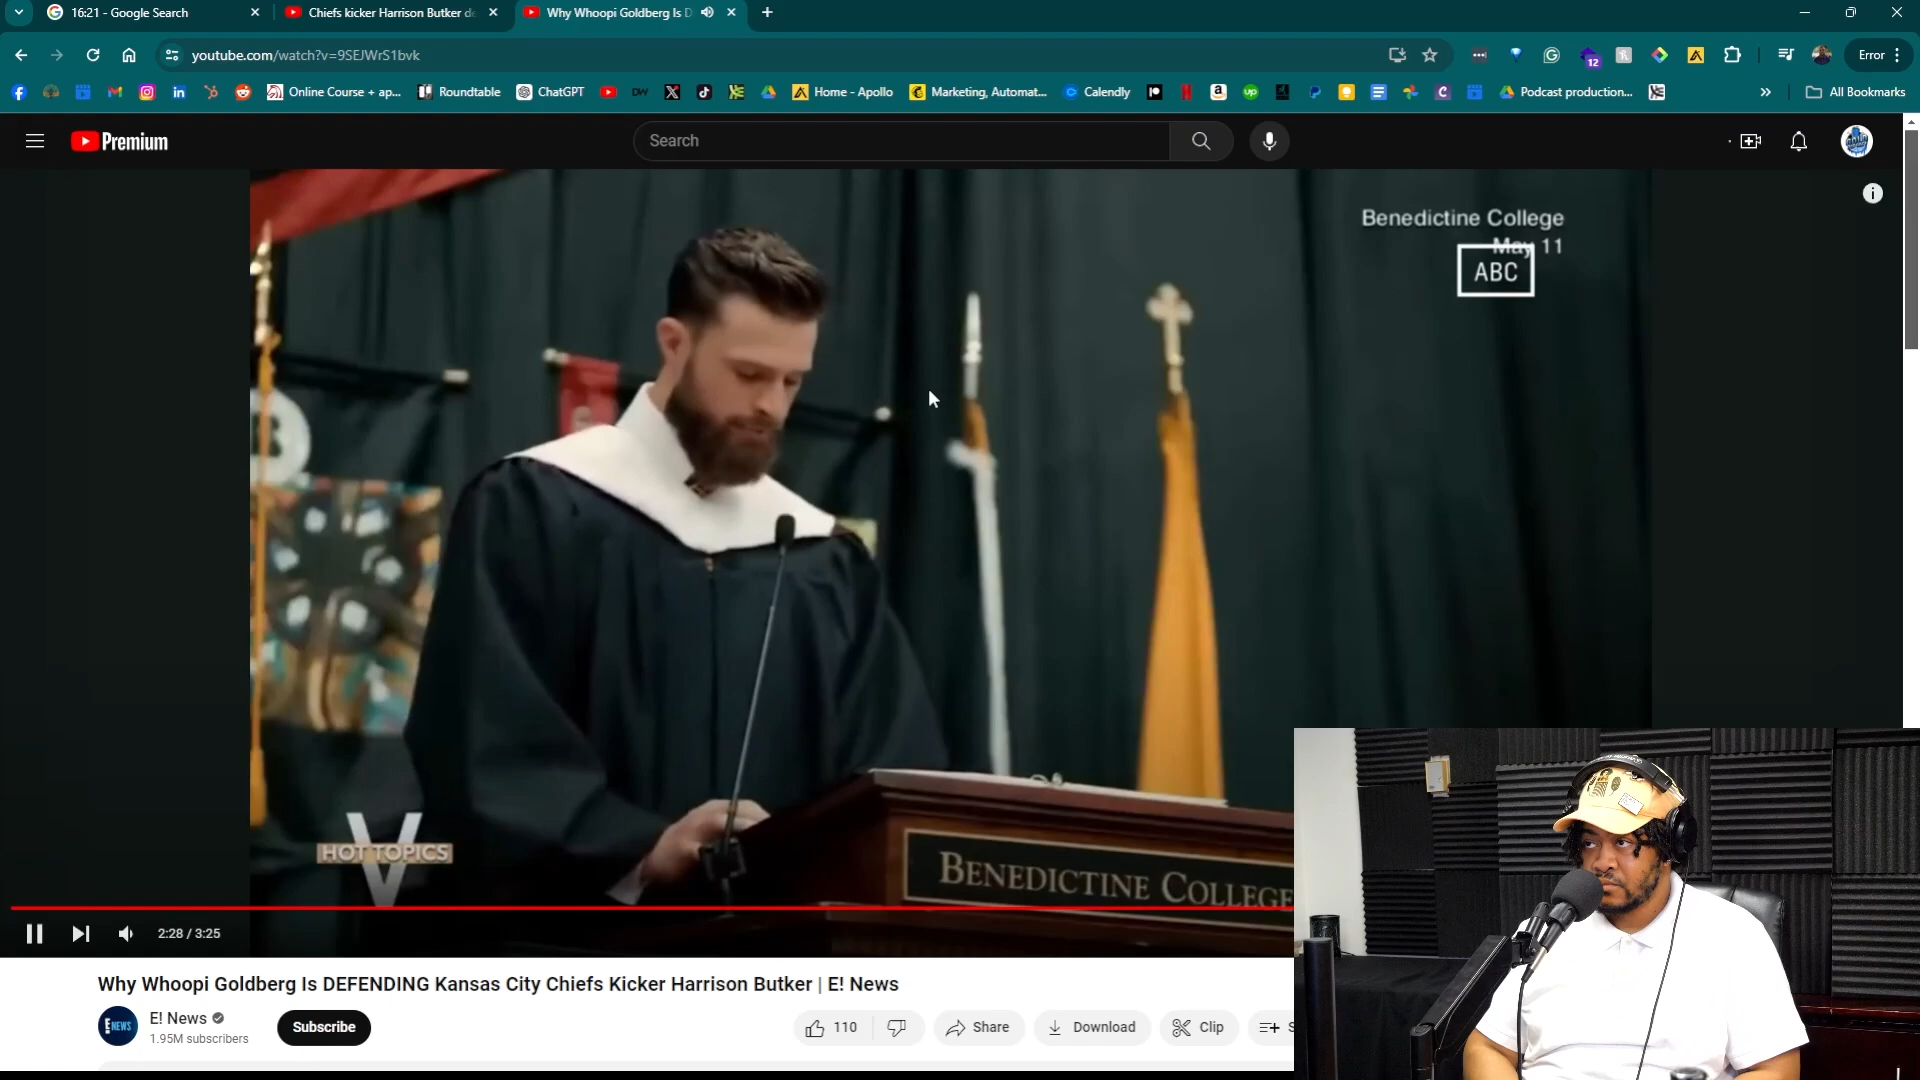 16:21 - Google Search
Chiefs kicker Harrison Butker de
Why Whoopi Goldberg Is D
youtube.com/watch?v=9SEJWrS1bvk
12
Error
Online Course + ap...
Roundtable
ChatGPT
Home - Apollo
Marketing, Automat...
Calendly
Podcast production...
All Bookmarks
Premium
Search
Benedictine College
May 11
ABC
V
HOT TOPICS
BENEDICTINE COLLEGE
2:28 / 3:25
Why Whoopi Goldberg Is DEFENDING Kansas City Chiefs Kicker Harrison Butker | E! News
E! NEWS
E! News
1.95M subscribers
Subscribe
110
Share
Download
Clip
S